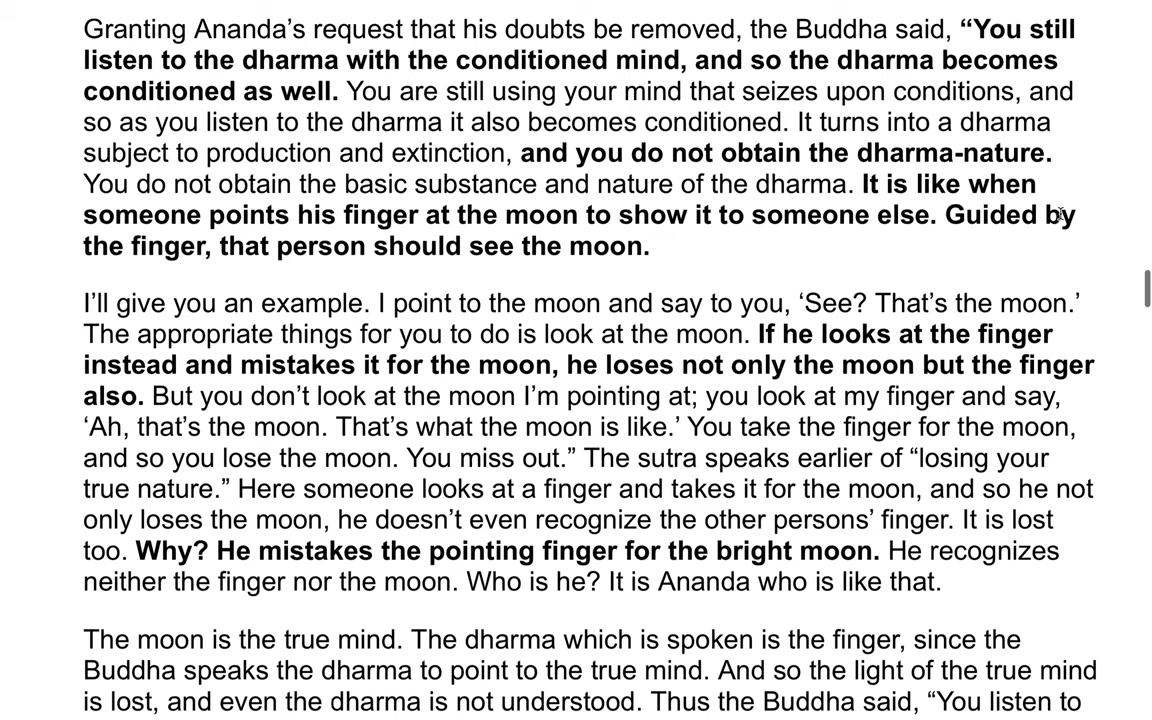 Granting Ananda’s request that his doubts be removed, the Buddha said, “You still
listen to the dharma with the conditioned mind, and so the dharma becomes
conditioned as well. You are still using your mind that seizes upon conditions, and
so as you listen to the dharma it also becomes conditioned. It turns into a dharma
subject to production and extinction, and you do not obtain the dharma-nature.
You do not obtain the basic substance and nature of the dharma. It is like when
someone points his finger at the moon to show it to someone else. Guided by
the finger, that person should see the moon.
I’ll give you an example. I point to the moon and say to you, ‘See? That’s the moon.’
The appropriate things for you to do is look at the moon. If he looks at the finger
instead and mistakes it for the moon, he loses not only the moon but the finger
also. But you don’t look at the moon I’m pointing at; you look at my finger and say,
‘Ah, that’s the moon. That’s what the moon is like.’ You take the finger for the moon,
and so you lose the moon. You miss out.” The sutra speaks earlier of “losing your
true nature.” Here someone looks at a finger and takes it for the moon, and so he not
only loses the moon, he doesn’t even recognize the other persons’ finger. It is lost
too. Why? He mistakes the pointing finger for the bright moon. He recognizes
neither the finger nor the moon. Who is he? It is Ananda who is like that.
The moon is the true mind. The dharma which is spoken is the finger, since the
Buddha speaks the dharma to point to the true mind. And so the light of the true mind
is lost, and even the dharma is not understood. Thus the Buddha said, “You listen to